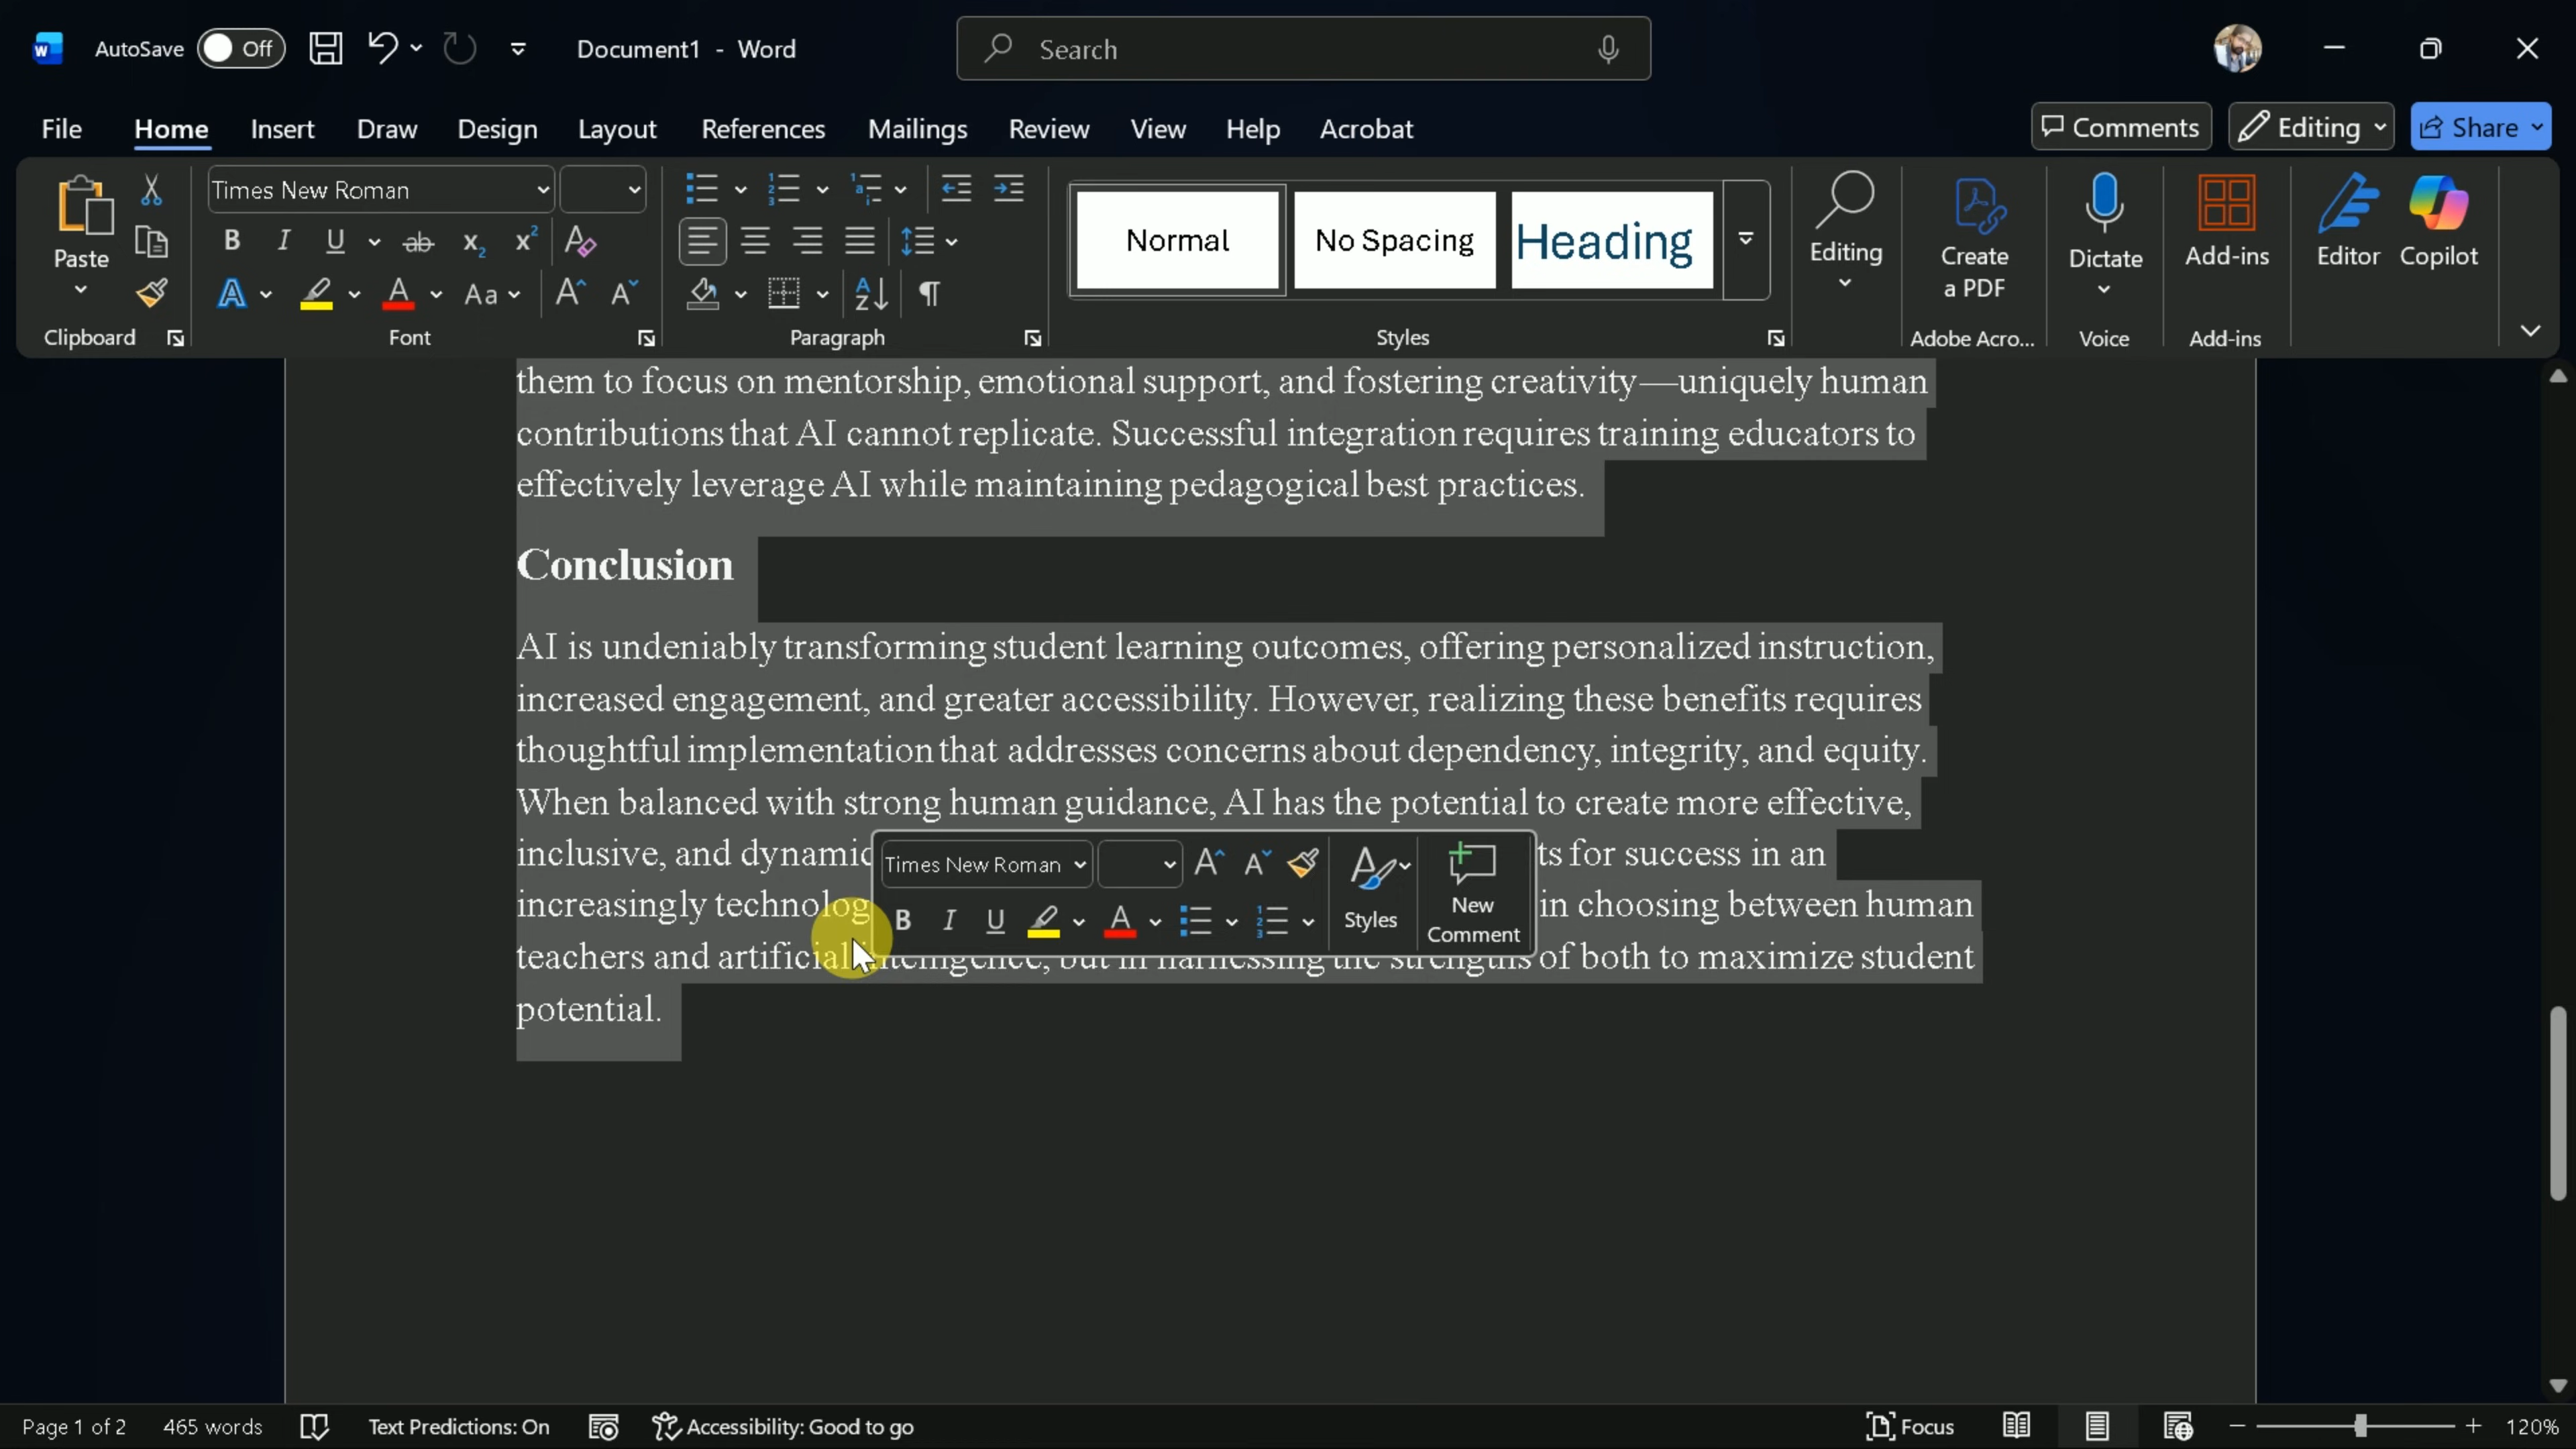 AutoSave Off Document1 - Word Search
File Home Insert Draw Design Layout References Mailings Review View Help Acrobat Comments Editing Share
Times New Roman
Paste
Clipboard Font Paragraph
Normal No Spacing Heading
Styles
Editing
Create a PDF
Adobe Acro...
Dictate
Voice
Add-ins
Add-ins
Editor
Copilot
them to focus on mentorship, emotional support, and fostering creativity—uniquely human
contributions that AI cannot replicate. Successful integration requires training educators to
effectively leverage AI while maintaining pedagogical best practices.
Conclusion
AI is undeniably transforming student learning outcomes, offering personalized instruction,
increased engagement, and greater accessibility. However, realizing these benefits requires
thoughtful implementation that addresses concerns about dependency, integrity, and equity.
When balanced with strong human guidance, AI has the potential to create more effective,
inclusive, and dynamic ts for success in an
increasingly technolog in choosing between human
teachers and artificial intelligence, but in harnessing the strengths of both to maximize student
potential.
Times New Roman
Styles
New Comment
Page 1 of 2 465 words Text Predictions: On Accessibility: Good to go Focus 120%